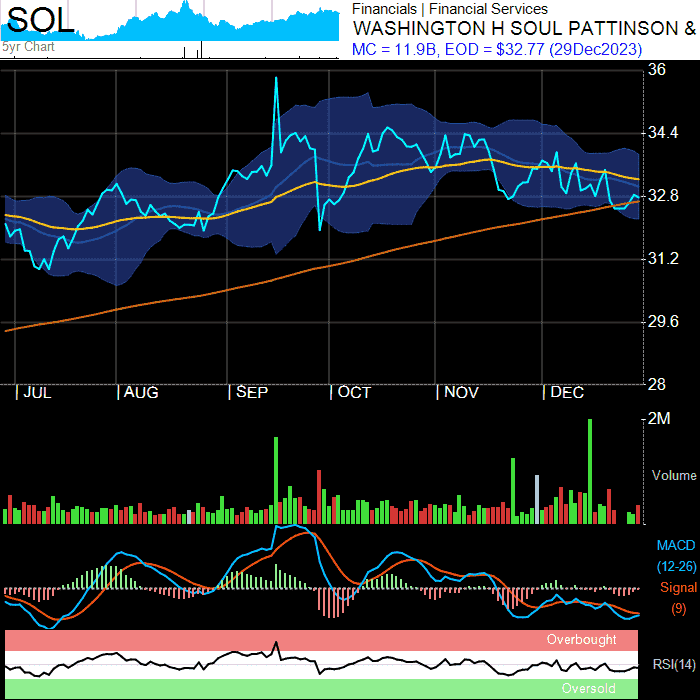 SOL
5yr Chart
Financials | Financial Services
WASHINGTON H SOUL PATTINSON &
MC = 11.9B, EOD = $32.77 (29Dec2023)
36
34.4
32.8
31.2
29.6
28
JUL AUG SEP OCT NOV DEC
2M
Volume
MACD
(12-26)
Signal
(9)
Overbought
RSI(14)
Oversold